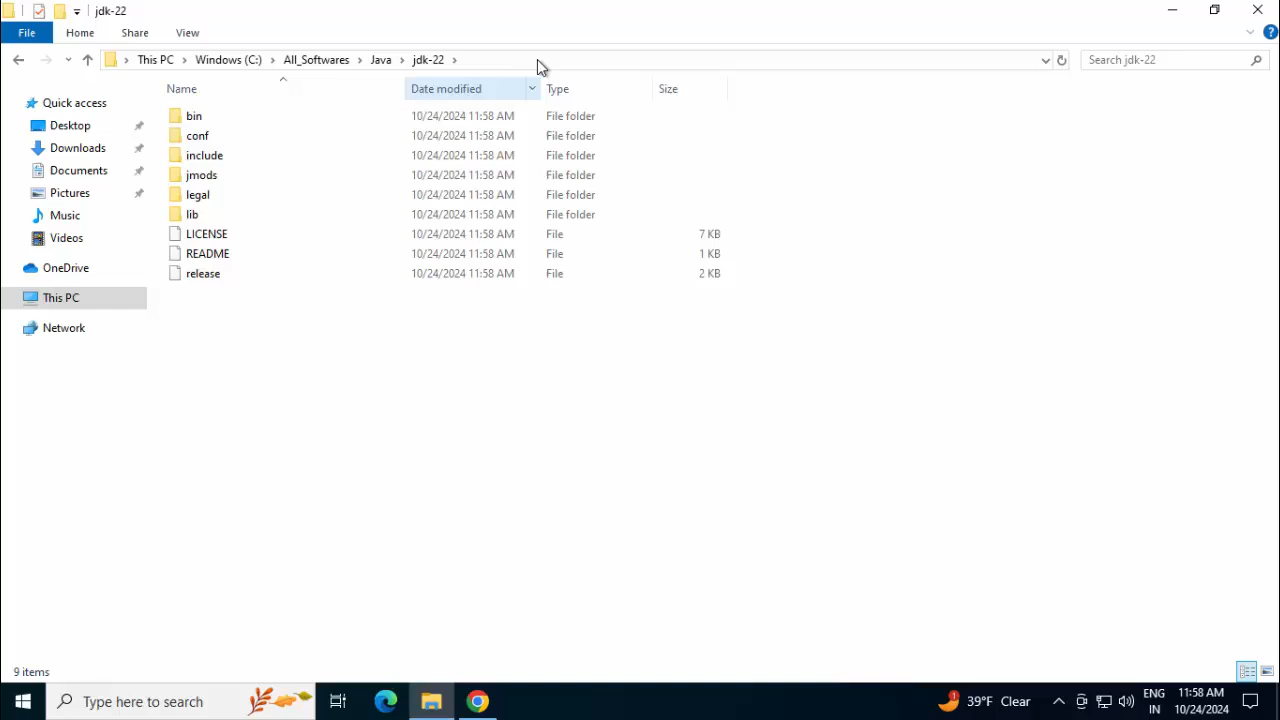 jdk-22
File Home Share View
This PC Windows (C:) All_Softwares Java jdk-22 Search jdk-22
Name Date modified Type Size
Quick access
Desktop
Downloads
Documents
Pictures
Music
Videos
OneDrive
This PC
Network
bin 10/24/2024 11:58 AM File folder
conf 10/24/2024 11:58 AM File folder
include 10/24/2024 11:58 AM File folder
jmods 10/24/2024 11:58 AM File folder
legal 10/24/2024 11:58 AM File folder
lib 10/24/2024 11:58 AM File folder
LICENSE 10/24/2024 11:58 AM File 7 KB
README 10/24/2024 11:58 AM File 1 KB
release 10/24/2024 11:58 AM File 2 KB
9 items
Type here to search 1 39°F Clear ENG 11:58 AM
IN 10/24/2024